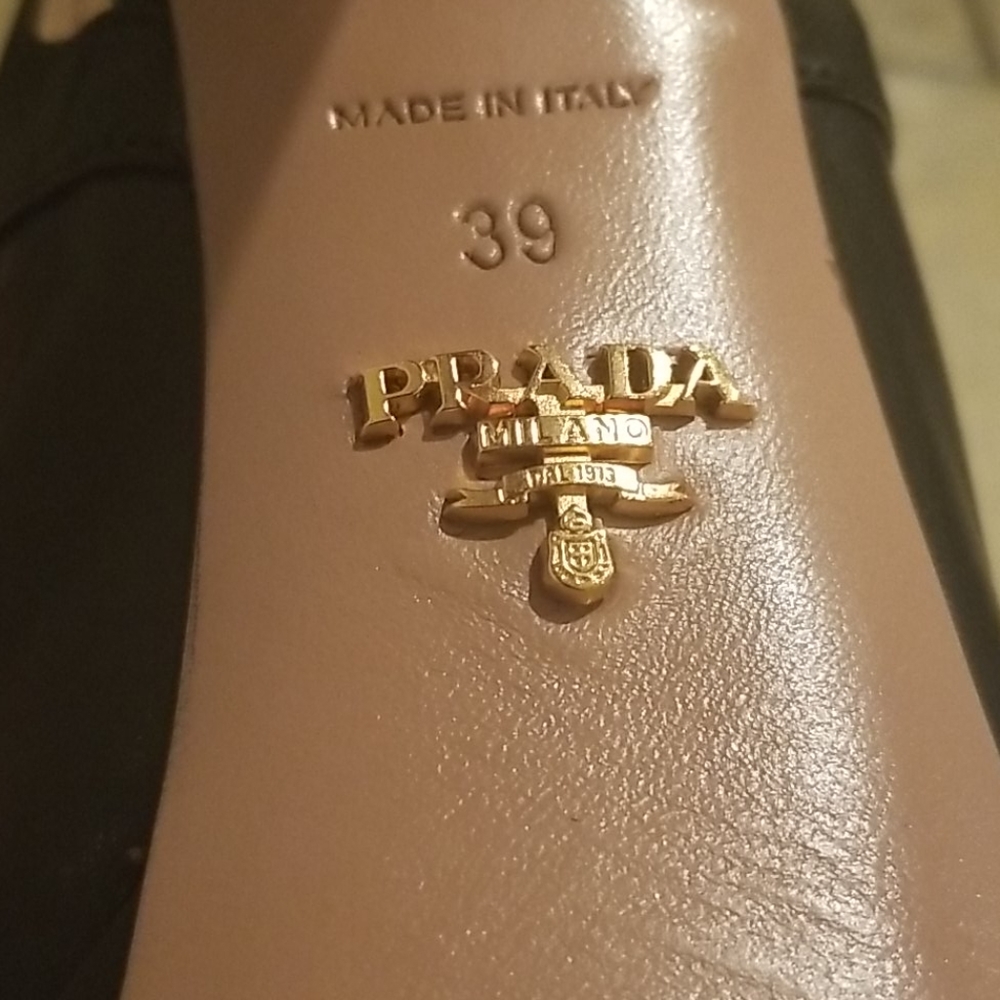 MADE IN ITALY
39
PRADA
MILANO
DAL 1913